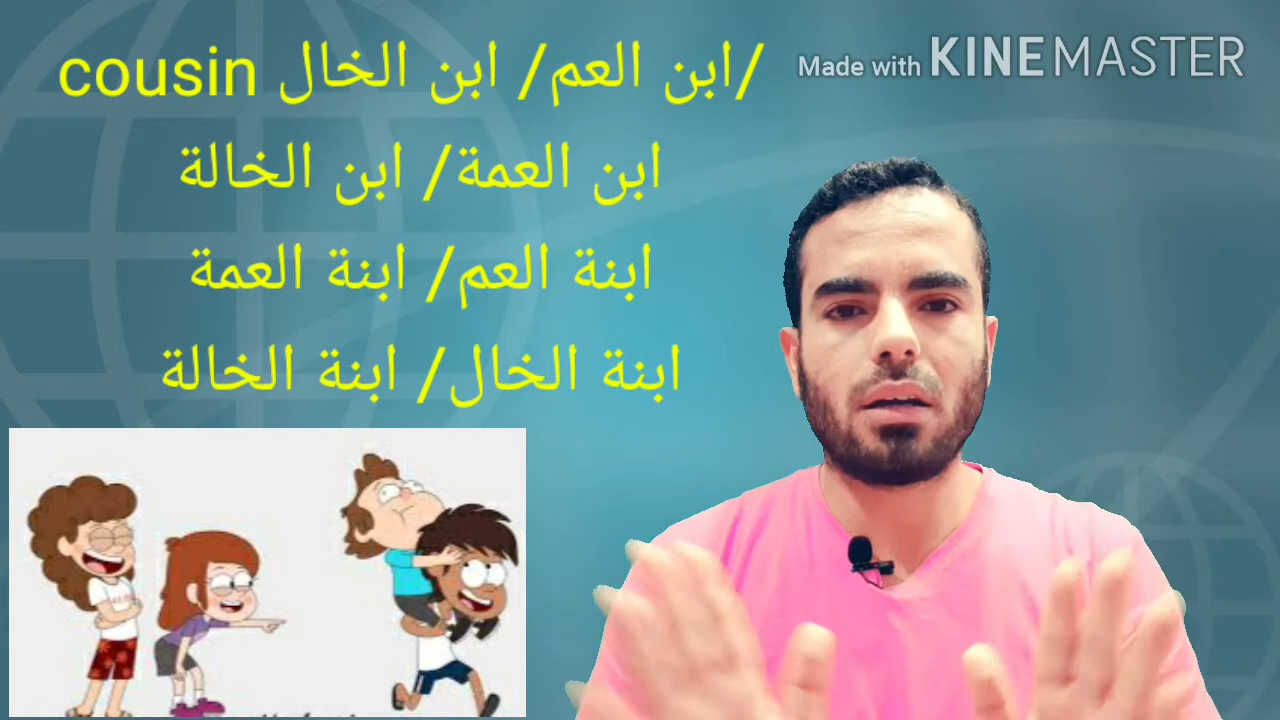 cousin ابن العم/ ابن الخال/
ابن العمة/ ابن الخالة
ابنة العم/ ابنة العمة
ابنة الخال/ ابنة الخالة
Made with KINEMASTER